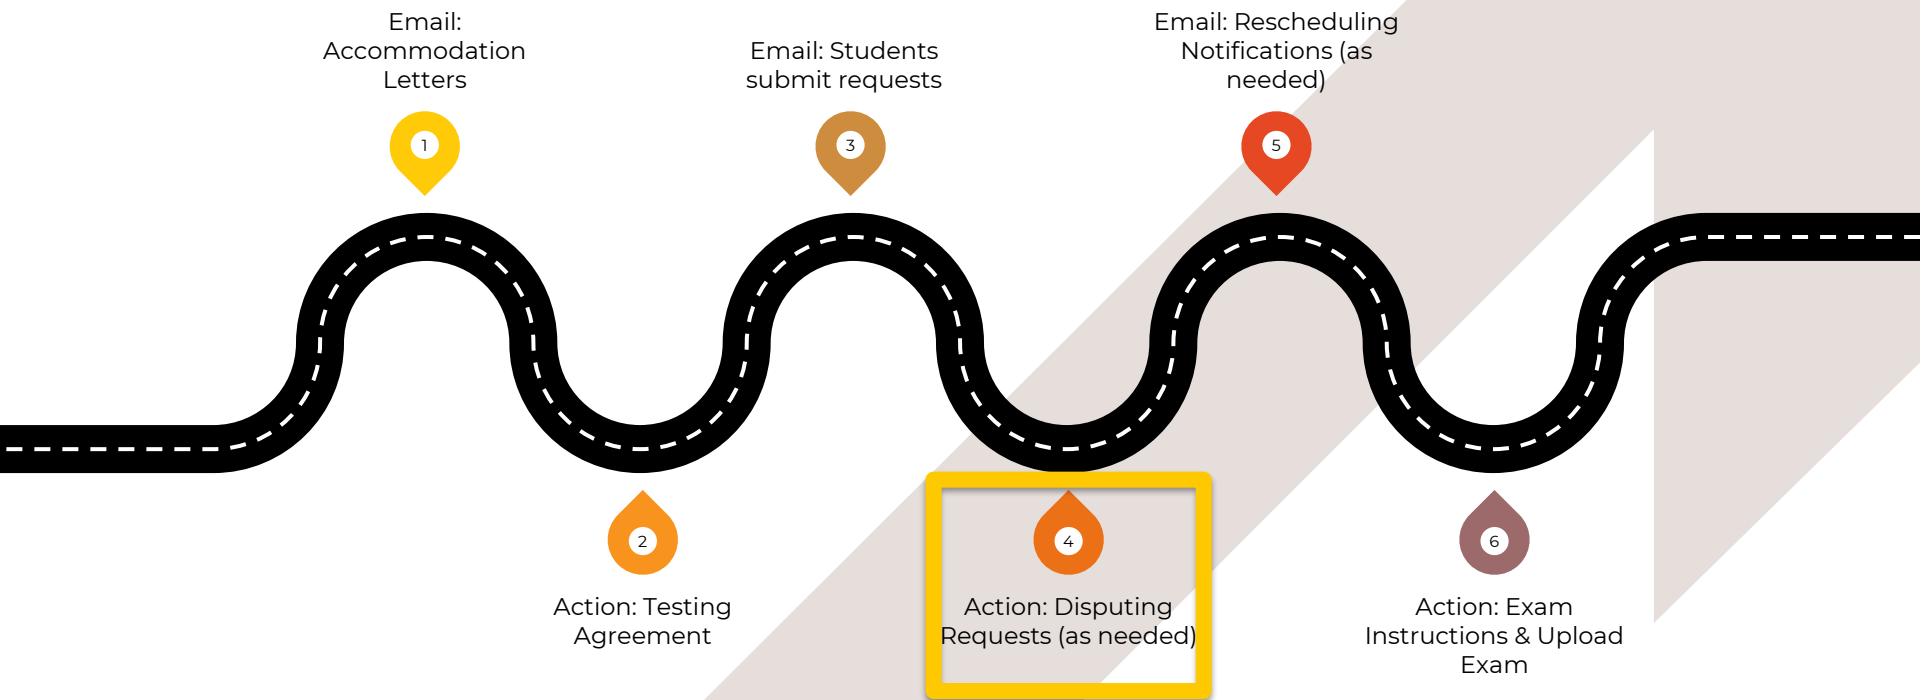 Email:
Accommodation
Letters
1
Action: Testing
Agreement
2
Email: Students
submit requests
3
Action: Disputing
Requests (as needed)
4
Email: Rescheduling
Notifications (as
needed)
5
Action: Exam
Instructions & Upload
Exam
6